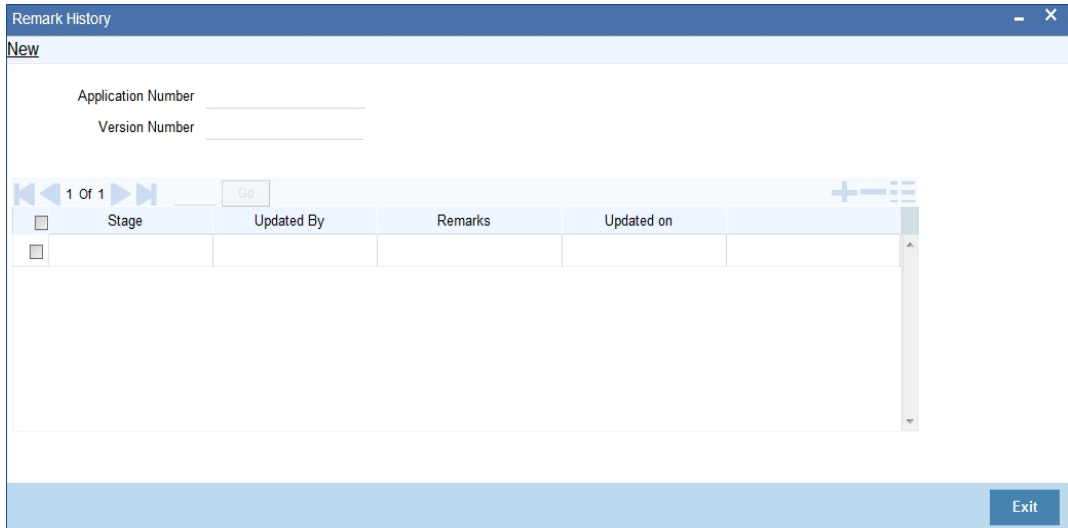 Remark History
New
Application Number
Version Number
1 Of 1 Go
Stage Updated By Remarks Updated on
Exit